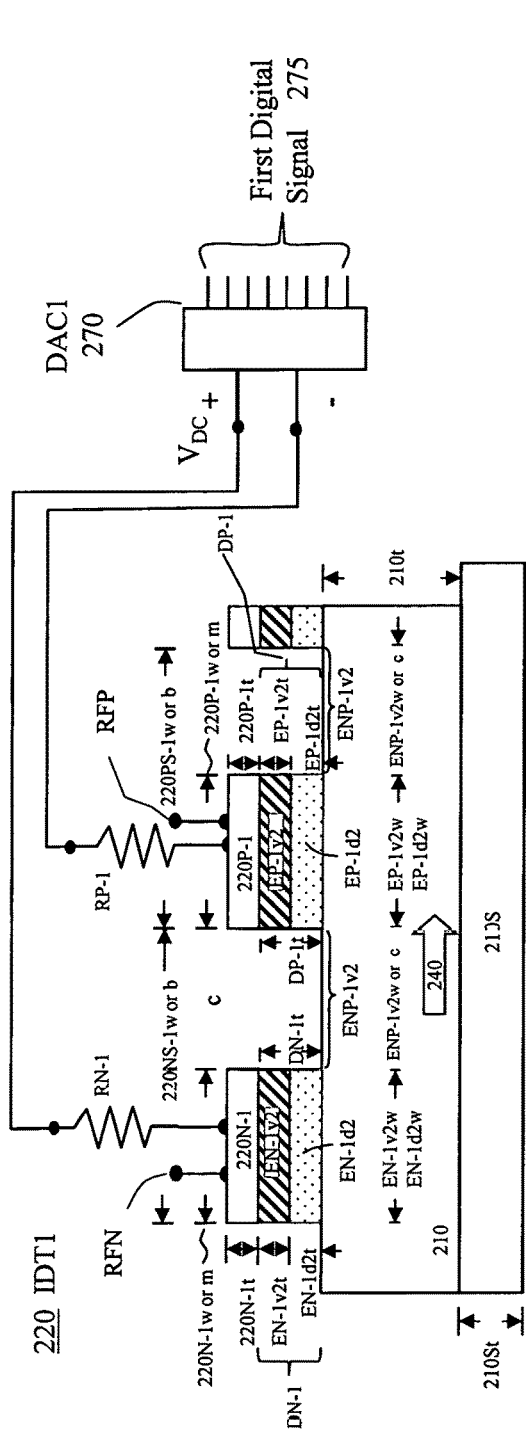 220 IDT1
DAC1
270
First Digital
Signal 275
VDC
+
-
RFN
RN-1
RP-1
RFP
220N-1w or m
220NS-1w or b
c
220PS-1w or b
220P-1w or m
DP-1
220N-1t
EN-1v2t
EN-1d2t
DN-1
220N-1
EN-1v2
EN-1d2
DN-1t
DP-1t
ENP-1v2
220P-1
EP-1v2
EP-1d2
220P-1t
EP-1v2t
EP-1d2t
ENP-1v2
210t
EN-1v2w
EN-1d2w
ENP-1v2w or c
EP-1v2w
EP-1d2w
ENP-1v2w or c
240
210
210S
210St